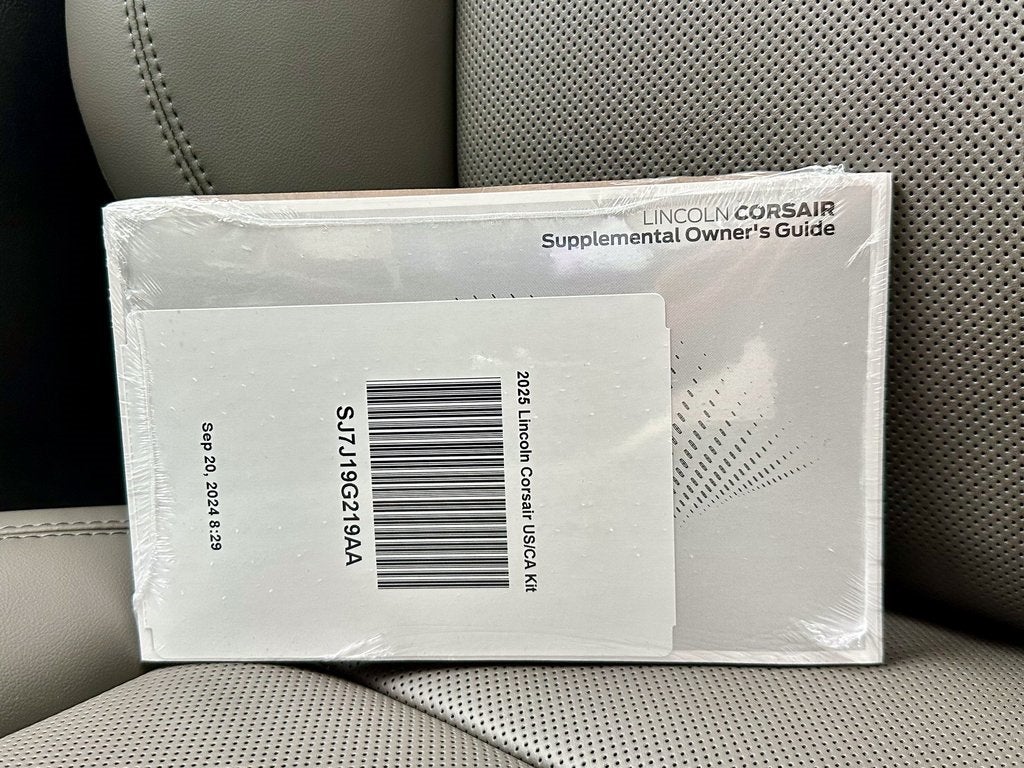 LINCOLN CORSAIR
Supplemental Owner's Guide
2025 Lincoln Corsair US/CA Kit
SJ7J19G219AA
Sep 20, 2024 8:29